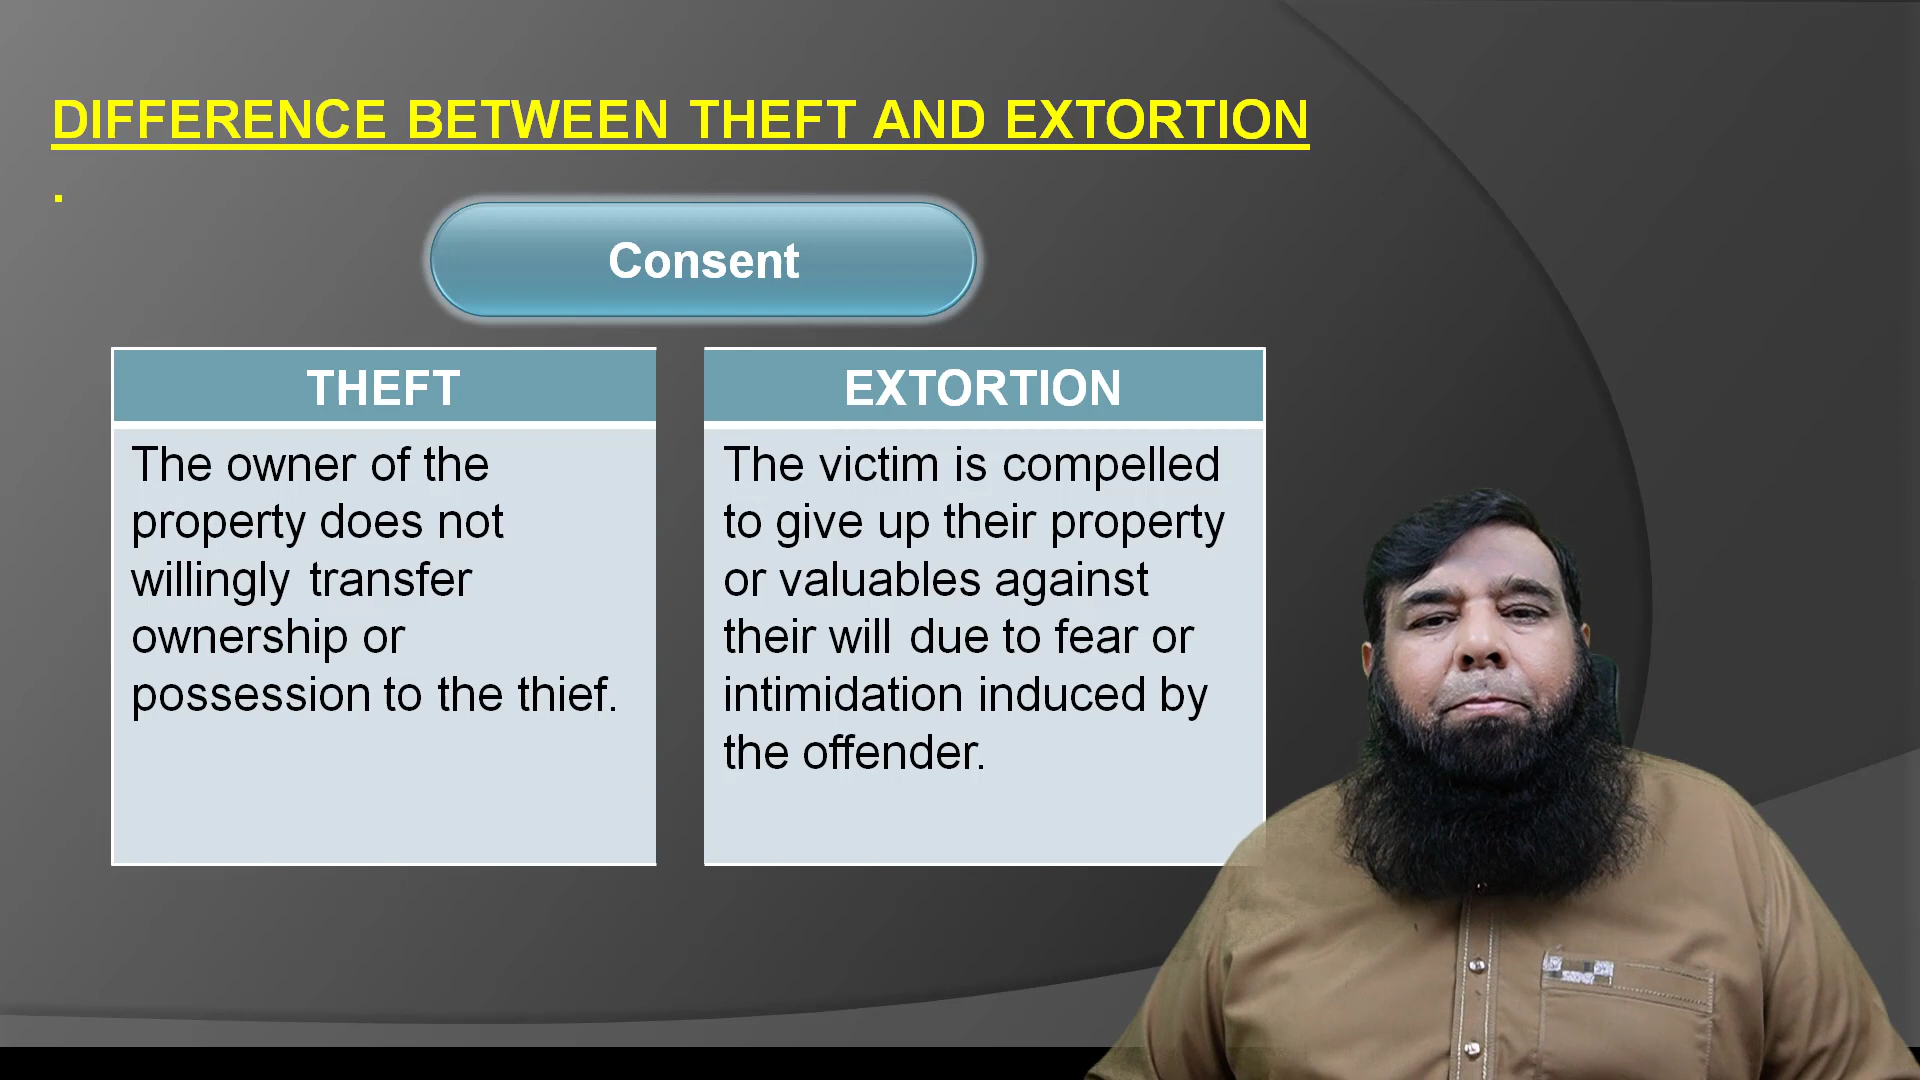 DIFFERENCE BETWEEN THEFT AND EXTORTION
.
Consent
THEFT
The owner of the
property does not
willingly transfer
ownership or
possession to the thief.
EXTORTION
The victim is compelled
to give up their property
or valuables against
their will due to fear or
intimidation induced by
the offender.